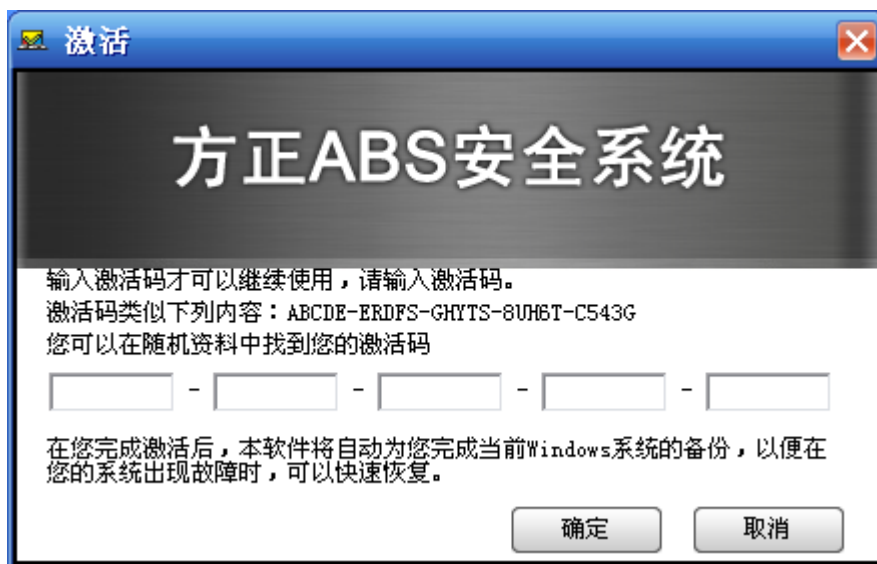 激活
方正ABS安全系统
输入激活码才可以继续使用，请输入激活码。
激活码类似下列内容：ABCDE-ERDFS-GHYTS-8UH6T-C543G
您可以在随机资料中找到您的激活码
- - - -
在您完成激活后，本软件将自动为您完成当前Windows系统的备份，以便在
您的系统出现故障时，可以快速恢复。
确定 取消